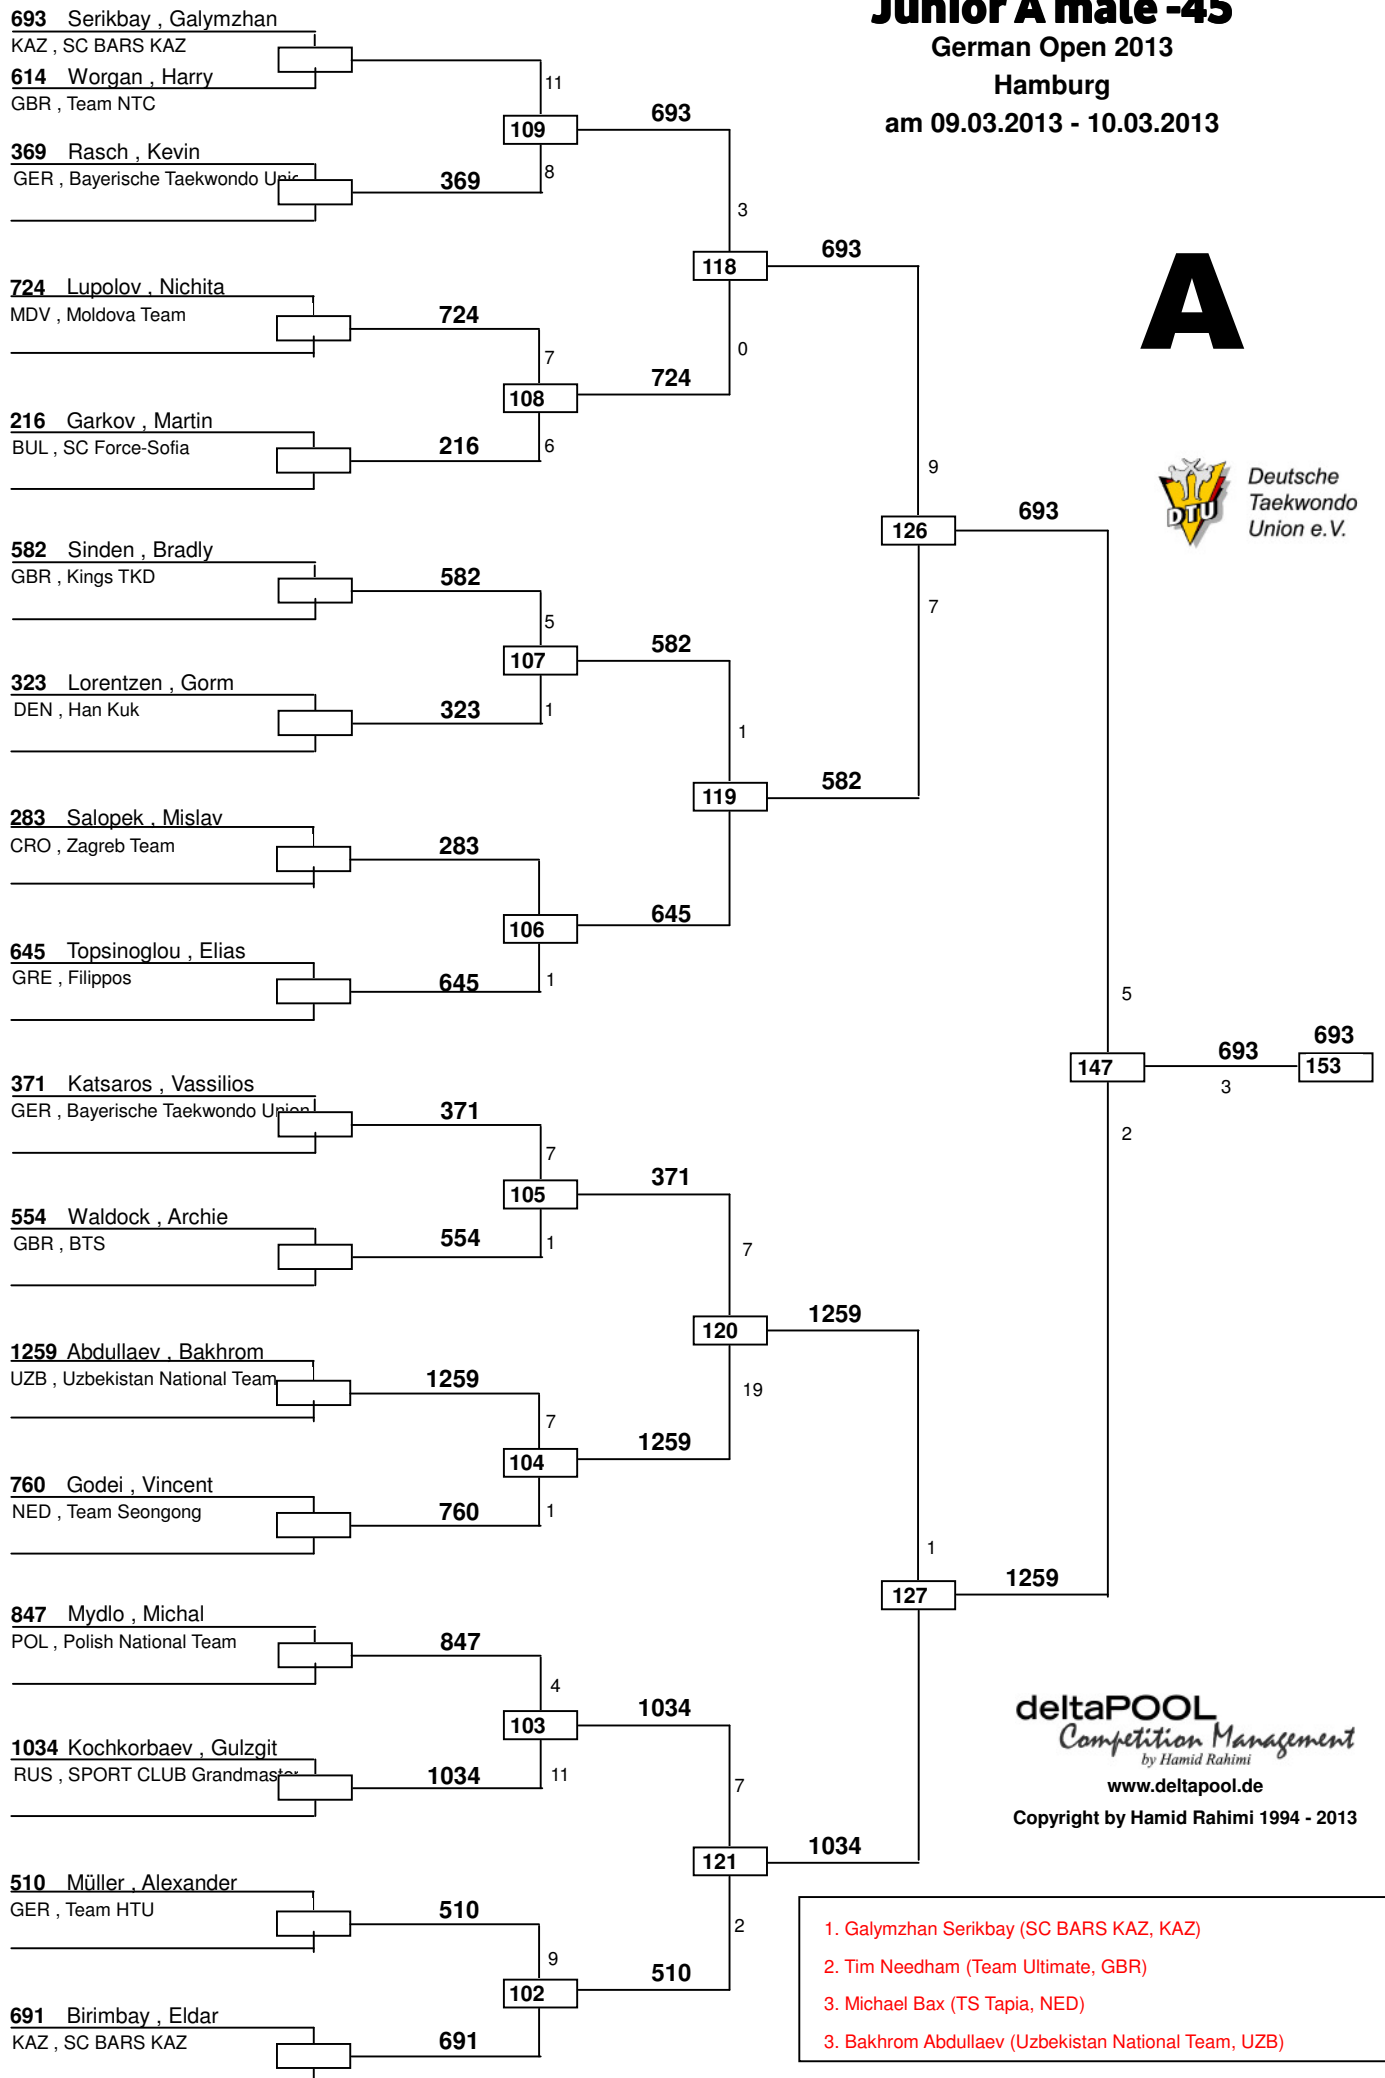 Junior A male -45
German Open 2013
Hamburg
am 09.03.2013 - 10.03.2013
A
Deutsche
Taekwondo
Union e.V.
DTU
693 Serikbay , Galymzhan
KAZ , SC BARS KAZ
614 Worgan , Harry
GBR , Team NTC
11
109
693
369 Rasch , Kevin
GER , Bayerische Taekwondo Unio
369
8
3
118
693
724 Lupolov , Nichita
MDV , Moldova Team
724
7
0
108
724
216 Garkov , Martin
BUL , SC Force-Sofia
216
6
9
126
693
582 Sinden , Bradly
GBR , Kings TKD
582
5
7
107
582
323 Lorentzen , Gorm
DEN , Han Kuk
323
1
1
119
582
283 Salopek , Mislav
CRO , Zagreb Team
283
106
645
645 Topsinoglou , Elias
GRE , Filippos
645
1
5
147
693
3
693
153
2
371 Katsaros , Vassilios
GER , Bayerische Taekwondo Union
371
7
105
371
554 Waldock , Archie
GBR , BTS
554
1
7
120
1259
1259 Abdullaev , Bakhrom
UZB , Uzbekistan National Team
1259
7
19
104
1259
760 Godei , Vincent
NED , Team Seongong
760
1
1
127
1259
847 Mydlo , Michal
POL , Polish National Team
847
4
103
1034
1034 Kochkorbaev , Gulzgit
RUS , SPORT CLUB Grandmaster
1034
11
7
121
1034
510 Müller , Alexander
GER , Team HTU
510
9
2
102
510
691 Birimbay , Eldar
KAZ , SC BARS KAZ
691
deltaPOOL
Competition Management
by Hamid Rahimi
www.deltapool.de
Copyright by Hamid Rahimi 1994 - 2013
1. Galymzhan Serikbay (SC BARS KAZ, KAZ)
2. Tim Needham (Team Ultimate, GBR)
3. Michael Bax (TS Tapia, NED)
3. Bakhrom Abdullaev (Uzbekistan National Team, UZB)